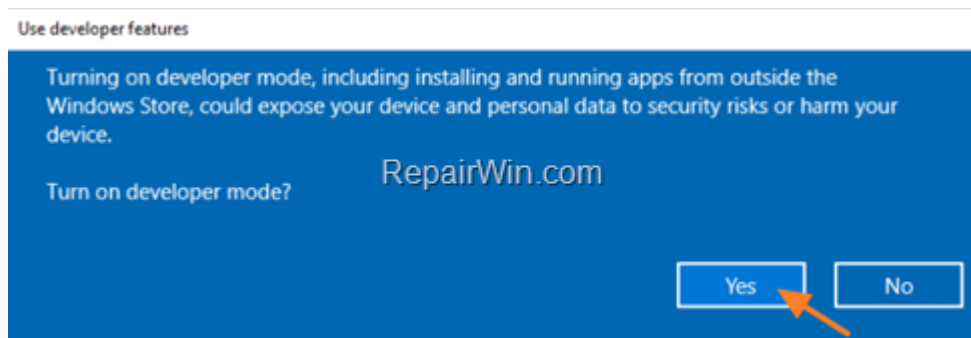 Use developer features
Turning on developer mode, including installing and running apps from outside the
Windows Store, could expose your device and personal data to security risks or harm your
device.
RepairWin.com
Turn on developer mode?
Yes
No